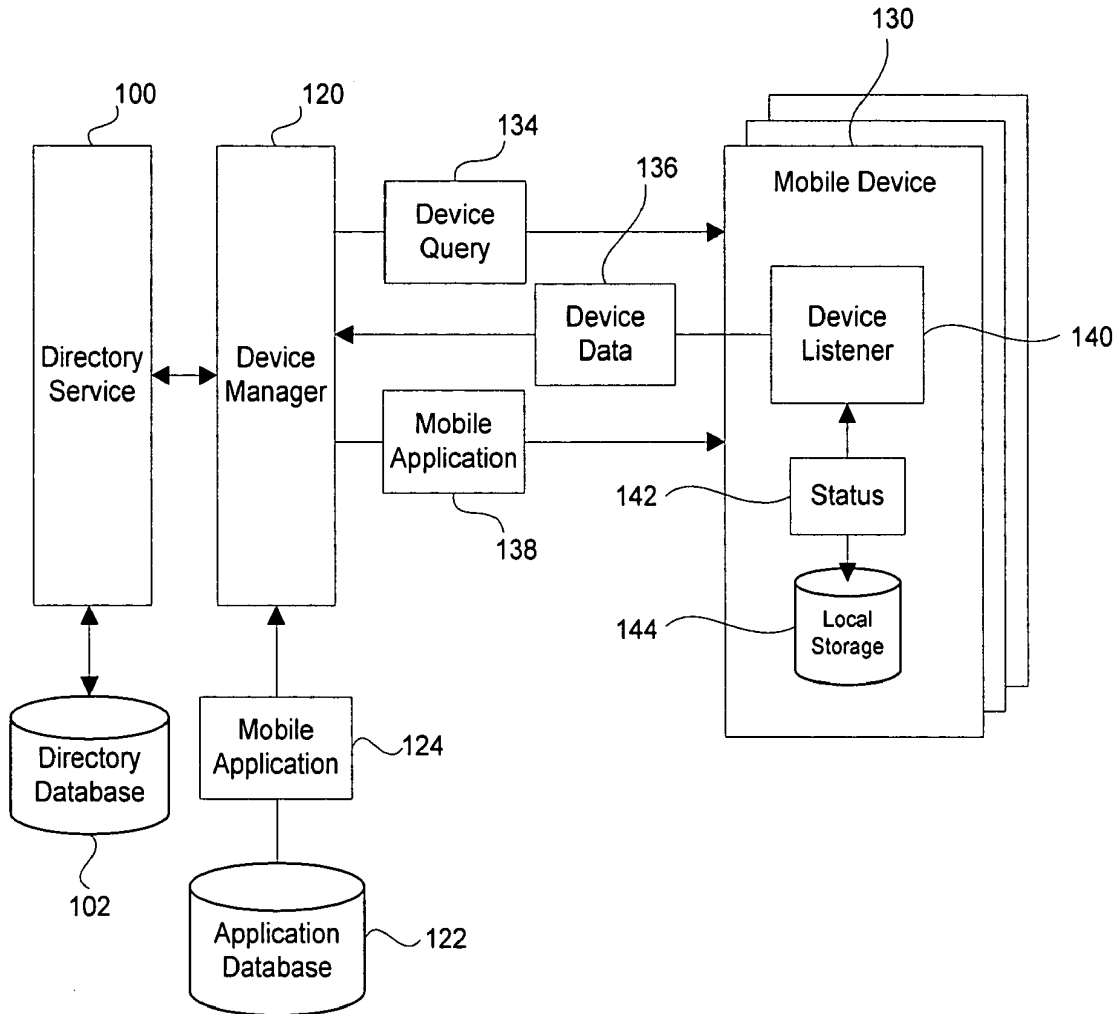 130
100
120
134
136
Mobile Device
Device
Query
Device
Data
Device
Listener
140
Directory
Service
Device
Manager
Mobile
Application
138
142
Status
144
Local
Storage
Mobile
Application
124
Directory
Database
102
Application
Database
122